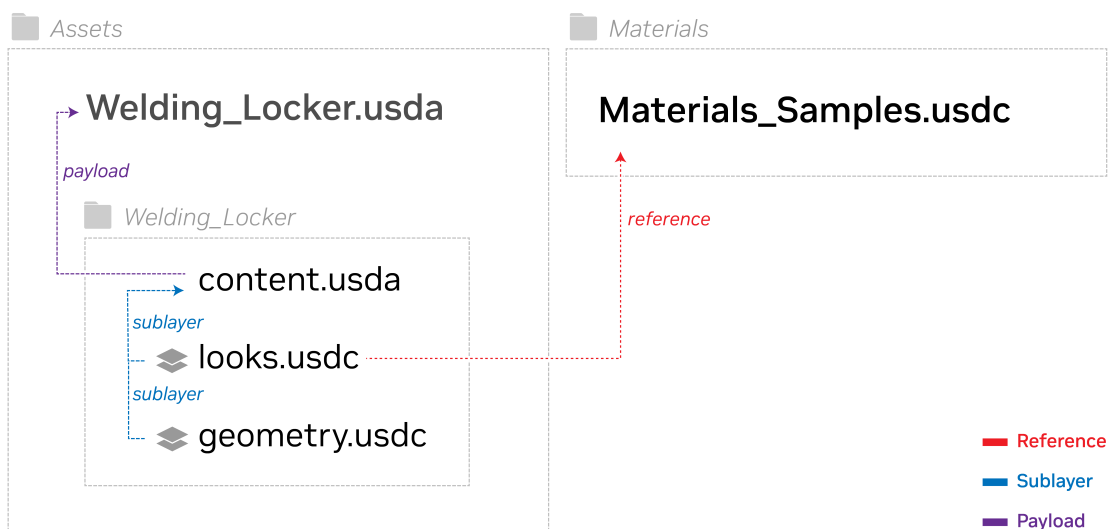 Assets
Materials
Welding_Locker.usda
Materials_Samples.usdc
payload
Welding_Locker
reference
content.usda
sublayer
looks.usdc
sublayer
geometry.usdc
Reference
Sublayer
Payload